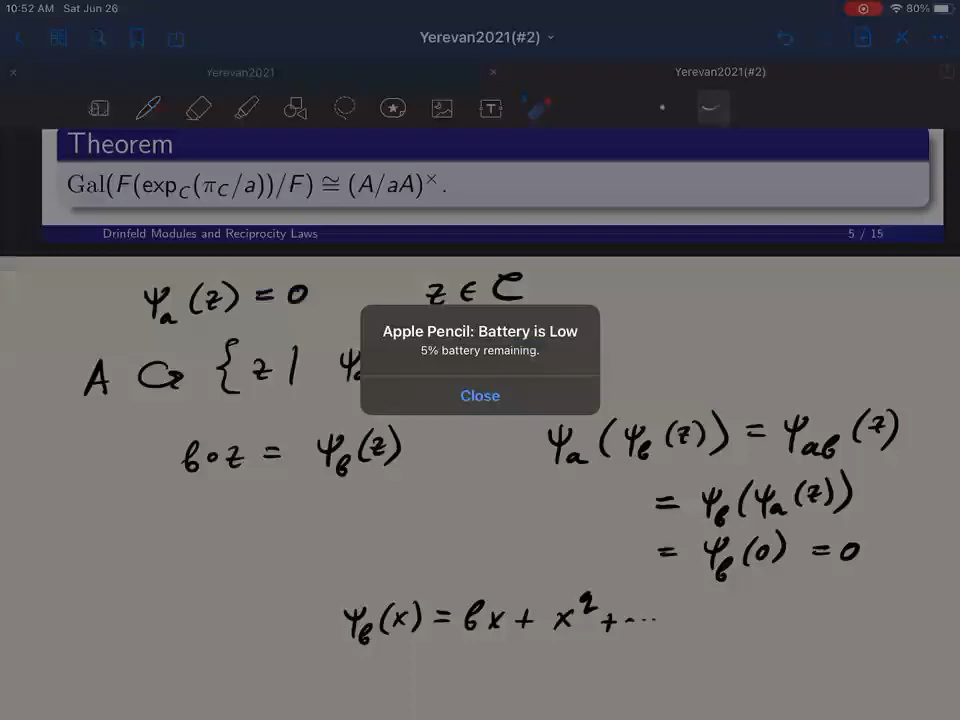 10:52 AM Sat Jun 26
80%
Yerevan2021(#2)
Yerevan2021
Yerevan2021(#2)
Theorem
Gal(F(exp_C(π_C/a))/F) ≅ (A/aA)^×.
Drinfeld Modules and Reciprocity Laws
5 / 15
ψ_a(z) = 0 z ∈ C
Apple Pencil: Battery is Low
5% battery remaining.
Close
A ⟳ { z | ψ
b∘z = ψ_b(z)
ψ_a(ψ_b(z)) = ψ_ab(z)
= ψ_b(ψ_a(z))
= ψ_b(0) = 0
ψ_b(x) = bx + x^q + ...